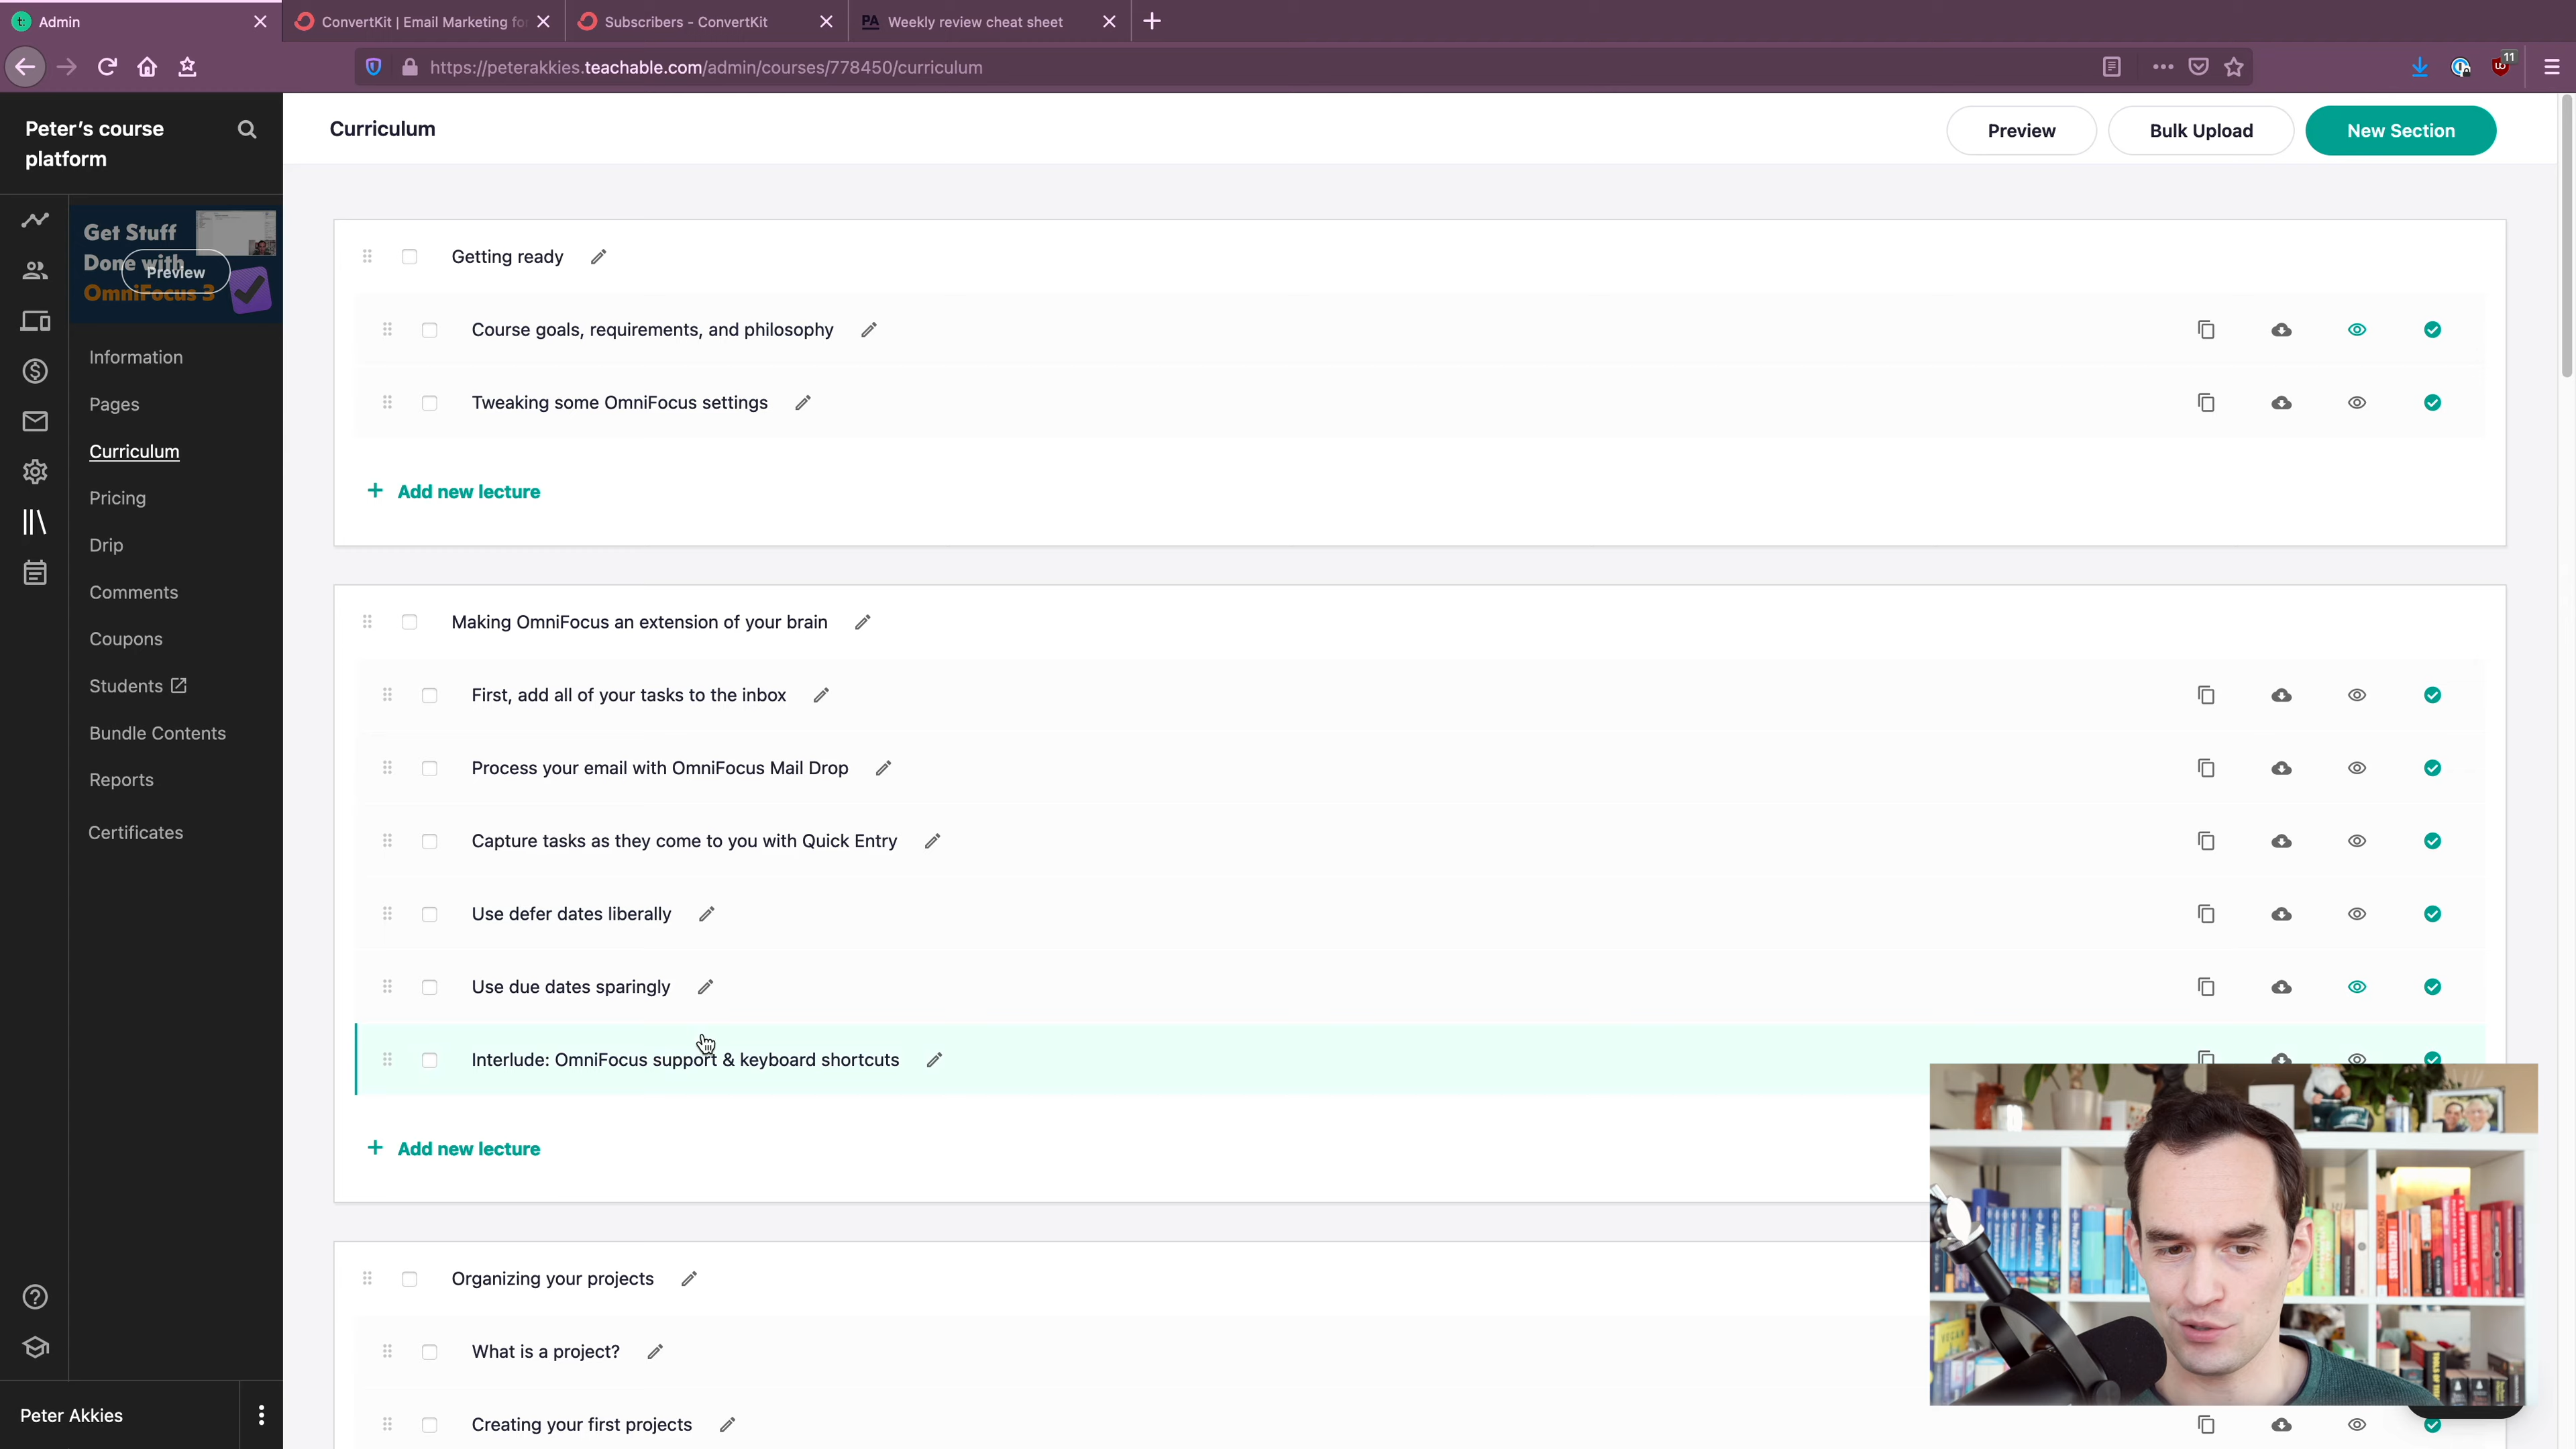 Admin
ConvertKit | Email Marketing for
Subscribers - ConvertKit
PA Weekly review cheat sheet
https://peterakkies.teachable.com/admin/courses/778450/curriculum
11
Peter's course
platform
Curriculum
Preview
Bulk Upload
New Section
Get Stuff
Done with
Preview
OmniFocus 3
Information
Pages
Curriculum
Pricing
Drip
Comments
Coupons
Students
Bundle Contents
Reports
Certificates
Peter Akkies
Getting ready
Course goals, requirements, and philosophy
Tweaking some OmniFocus settings
+ Add new lecture
Making OmniFocus an extension of your brain
First, add all of your tasks to the inbox
Process your email with OmniFocus Mail Drop
Capture tasks as they come to you with Quick Entry
Use defer dates liberally
Use due dates sparingly
Interlude: OmniFocus support & keyboard shortcuts
+ Add new lecture
Organizing your projects
What is a project?
Creating your first projects
Australia
VEGAN